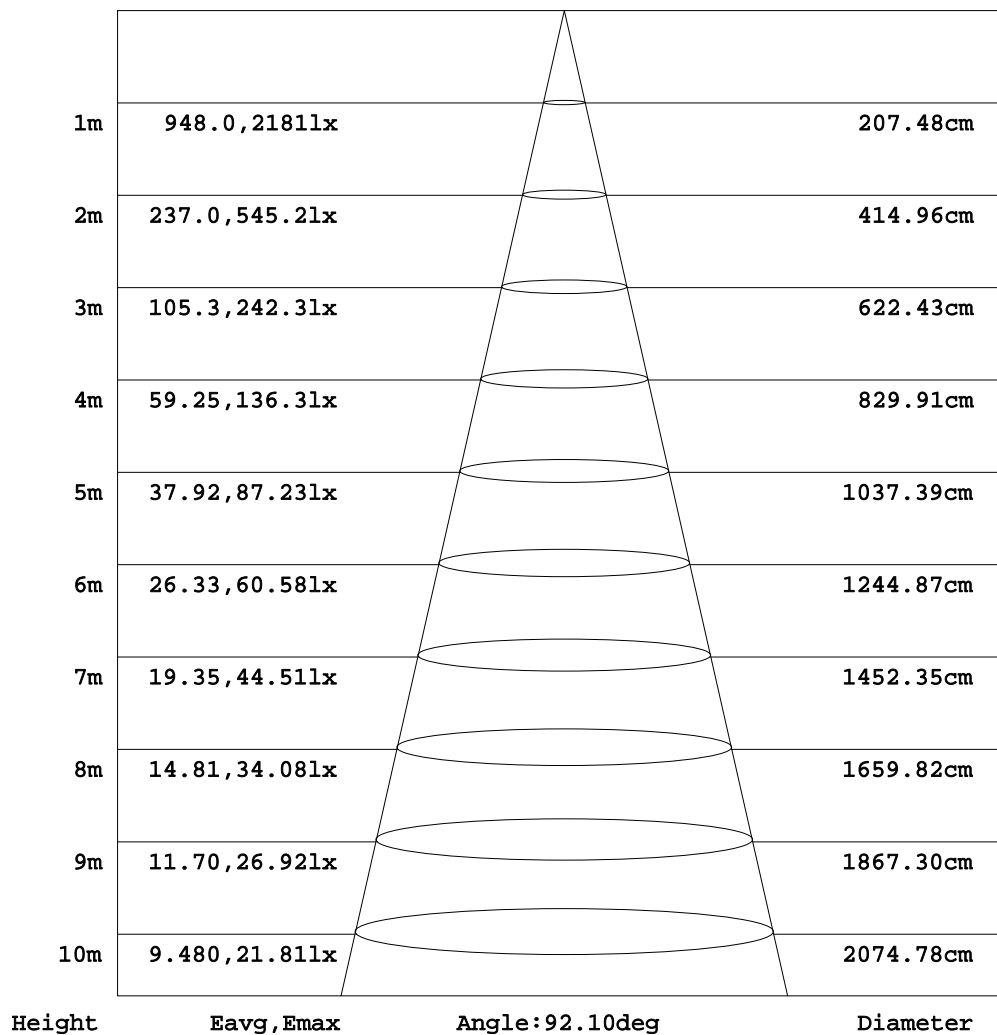 1m 948.0,2181lx 207.48cm
2m 237.0,545.2lx 414.96cm
3m 105.3,242.3lx 622.43cm
4m 59.25,136.3lx 829.91cm
5m 37.92,87.23lx 1037.39cm
6m 26.33,60.58lx 1244.87cm
7m 19.35,44.51lx 1452.35cm
8m 14.81,34.08lx 1659.82cm
9m 11.70,26.92lx 1867.30cm
10m 9.480,21.81lx 2074.78cm
Height Eavg,Emax Angle:92.10deg Diameter